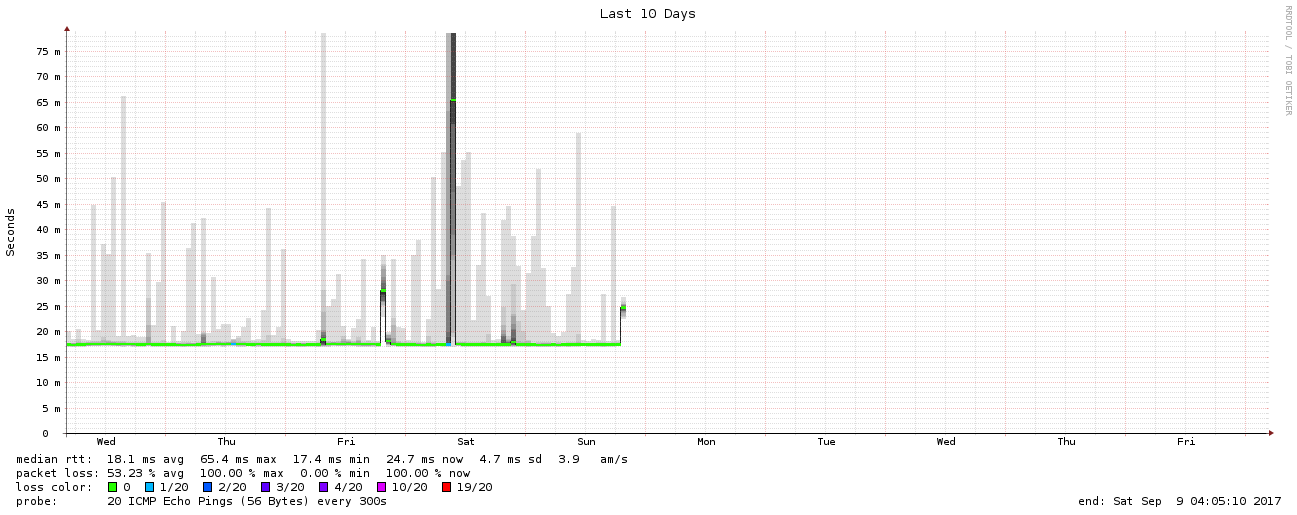 Last 10 Days
RRDTOOL / TOBI OETIKER
Seconds
75 m
70 m
65 m
60 m
55 m
50 m
45 m
40 m
35 m
30 m
25 m
20 m
15 m
10 m
5 m
0
Wed Thu Fri Sat Sun Mon Tue Wed Thu Fri
median rtt: 18.1 ms avg 65.4 ms max 17.4 ms min 24.7 ms now 4.7 ms sd 3.9 am/s
packet loss: 53.23 % avg 100.00 % max 0.00 % min 100.00 % now
loss color: 0 1/20 2/20 3/20 4/20 10/20 19/20
probe: 20 ICMP Echo Pings (56 Bytes) every 300s end: Sat Sep 9 04:05:10 2017